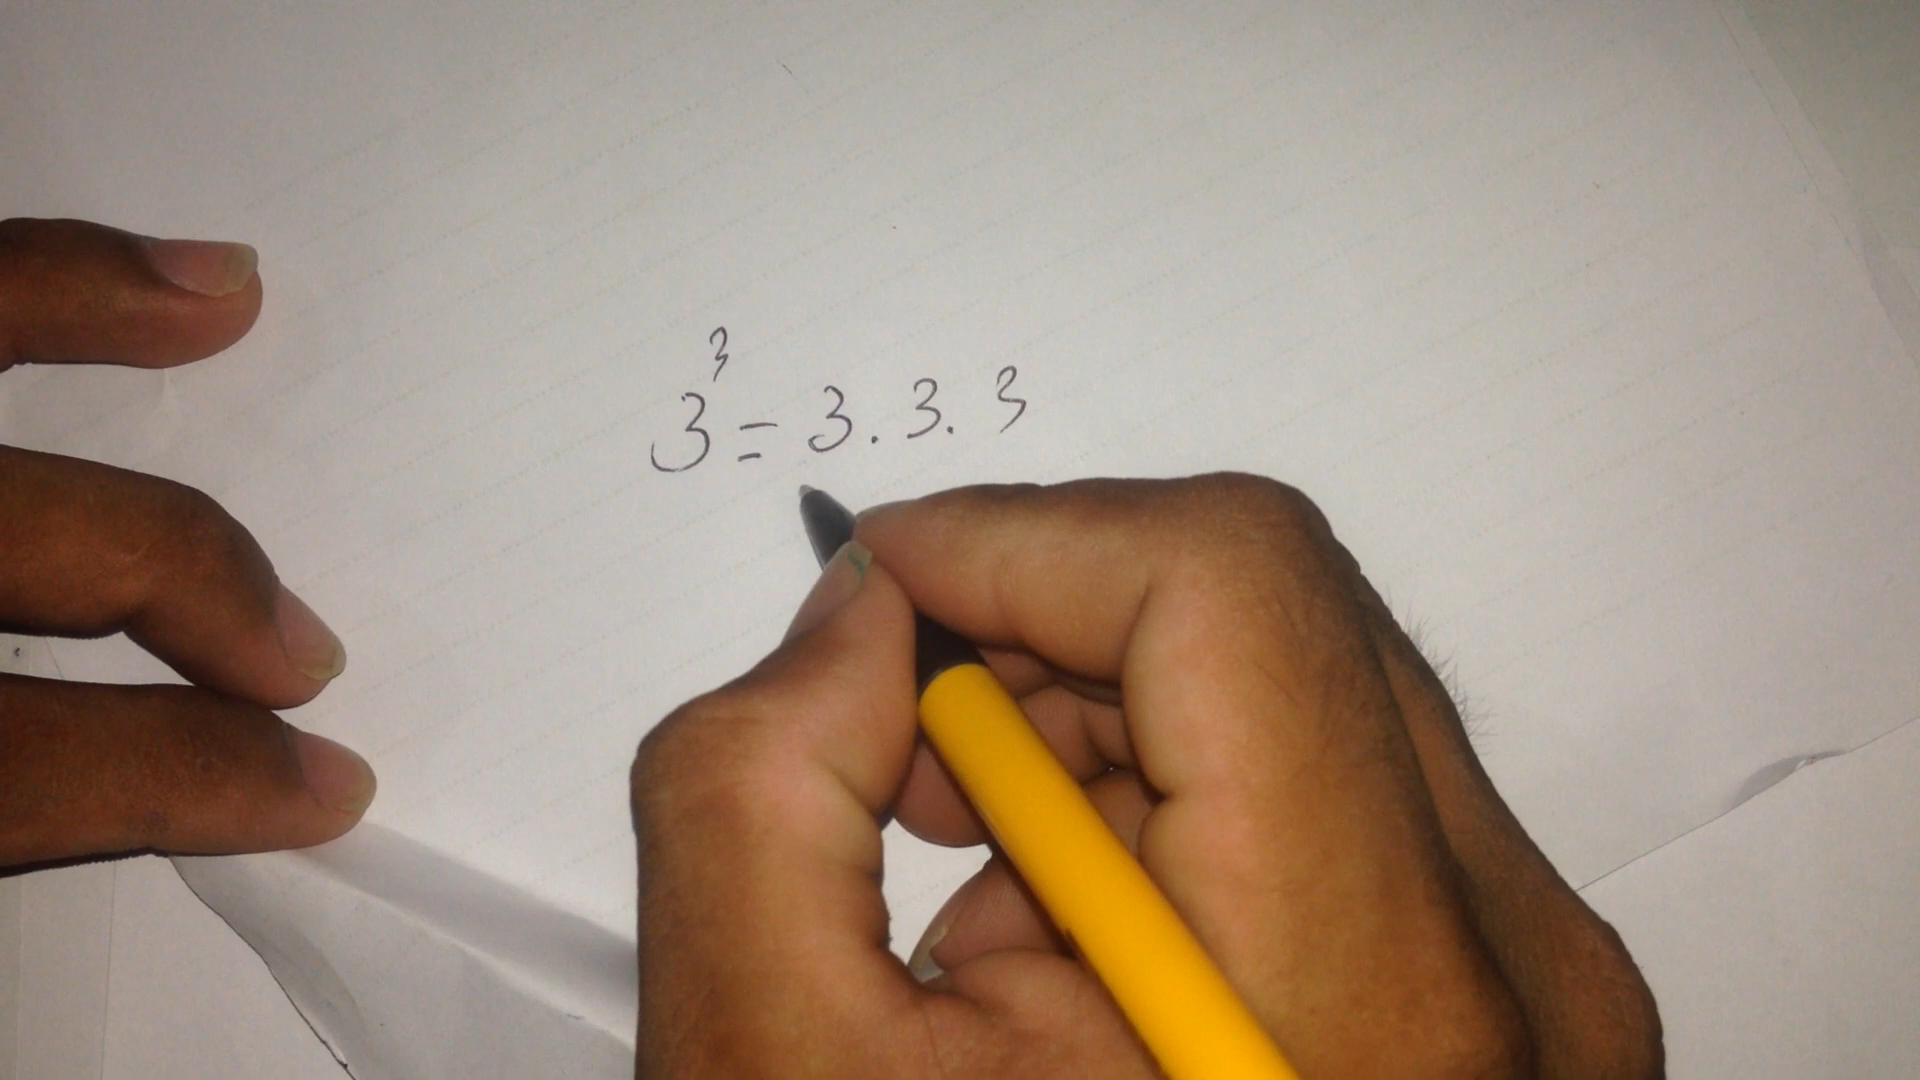 3³ = 3 . 3 . 3